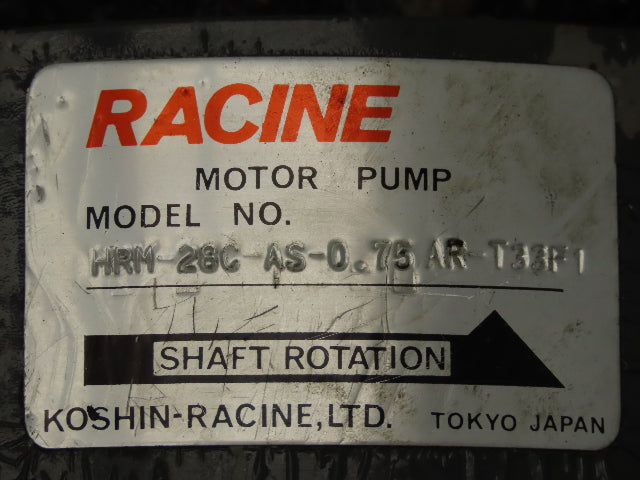 RACINE
MOTOR PUMP
MODEL NO.
HRM-28C-AS-0.75AR-T33F1
SHAFT ROTATION
KOSHIN-RACINE, LTD. TOKYO JAPAN